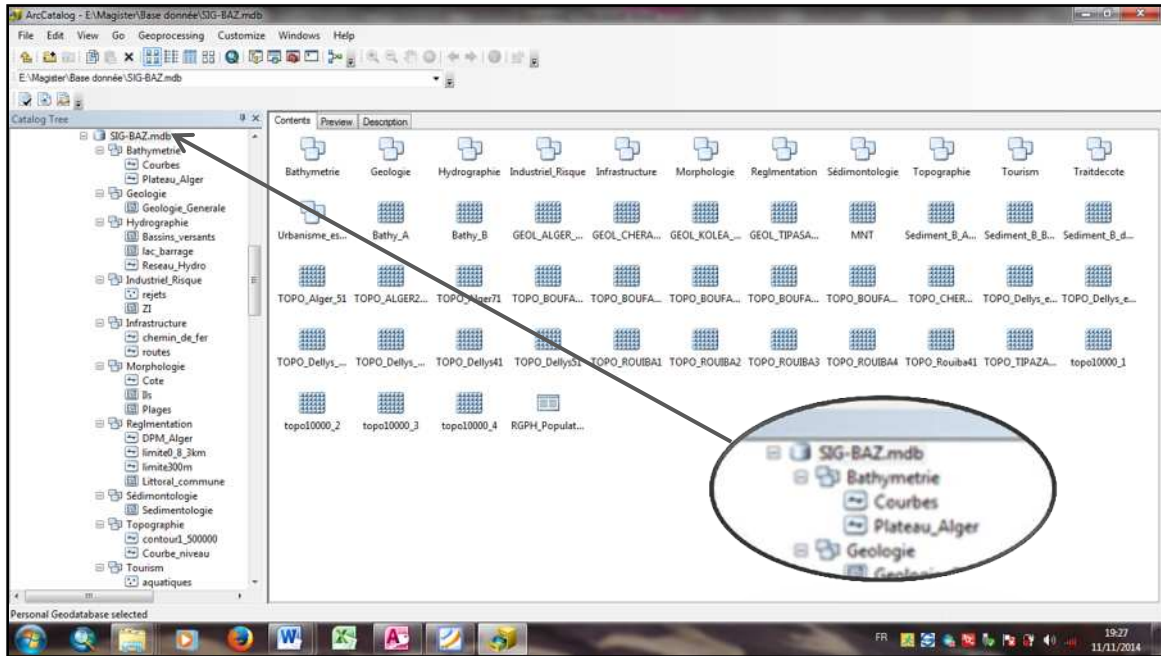 ArcCatalog - E:\Magister\Base donnée\SIG-BAZ.mdb
File Edit View Go Geoprocessing Customize Windows Help
E:\Magister\Base donnée\SIG-BAZ.mdb
Catalog Tree
SIG-BAZ.mdb
Bathymetrie
Courbes
Plateau_Alger
Geologie
Geologie_Generale
Hydrographie
Bassins_versants
lac_barrage
Reseau_Hydro
Industriel_Risque
rejets
ZI
Infrastructure
chemin_de_fer
routes
Morphologie
Cote
Ils
Plages
Reglmentation
DPM_Alger
limite0_8_3km
limite300m
Littoral_commune
Sédimontologie
Sedimentologie
Topographie
contour1_500000
Courbe_niveau
Tourism
aquatiques
Contents Preview Description
Bathymetrie Geologie Hydrographie Industriel_Risque Infrastructure Morphologie Reglmentation Sédimontologie Topographie Tourism Traitdecote
Urbanisme_es... Bathy_A Bathy_B GEOL_ALGER_... GEOL_CHERA... GEOL_KOLEA_... GEOL_TIPASA... MNT Sediment_B_A... Sediment_B_B... Sediment_B_d...
TOPO_Alger_51 TOPO_ALGER2... TOPO_Alger71 TOPO_BOUFA... TOPO_BOUFA... TOPO_BOUFA... TOPO_BOUFA... TOPO_BOUFA... TOPO_CHER... TOPO_Dellys_e... TOPO_Dellys_e...
TOPO_Dellys_... TOPO_Dellys_... TOPO_Dellys41 TOPO_Dellys51 TOPO_ROUIBA1 TOPO_ROUIBA2 TOPO_ROUIBA3 TOPO_ROUIBA4 TOPO_Rouiba41 TOPO_TIPAZA... topo10000_1
topo10000_2 topo10000_3 topo10000_4 RGPH_Populat...
SIG-BAZ.mdb
Bathymetrie
Courbes
Plateau_Alger
Geologie
Personal Geodatabase selected
FR
19:27
11/11/2014